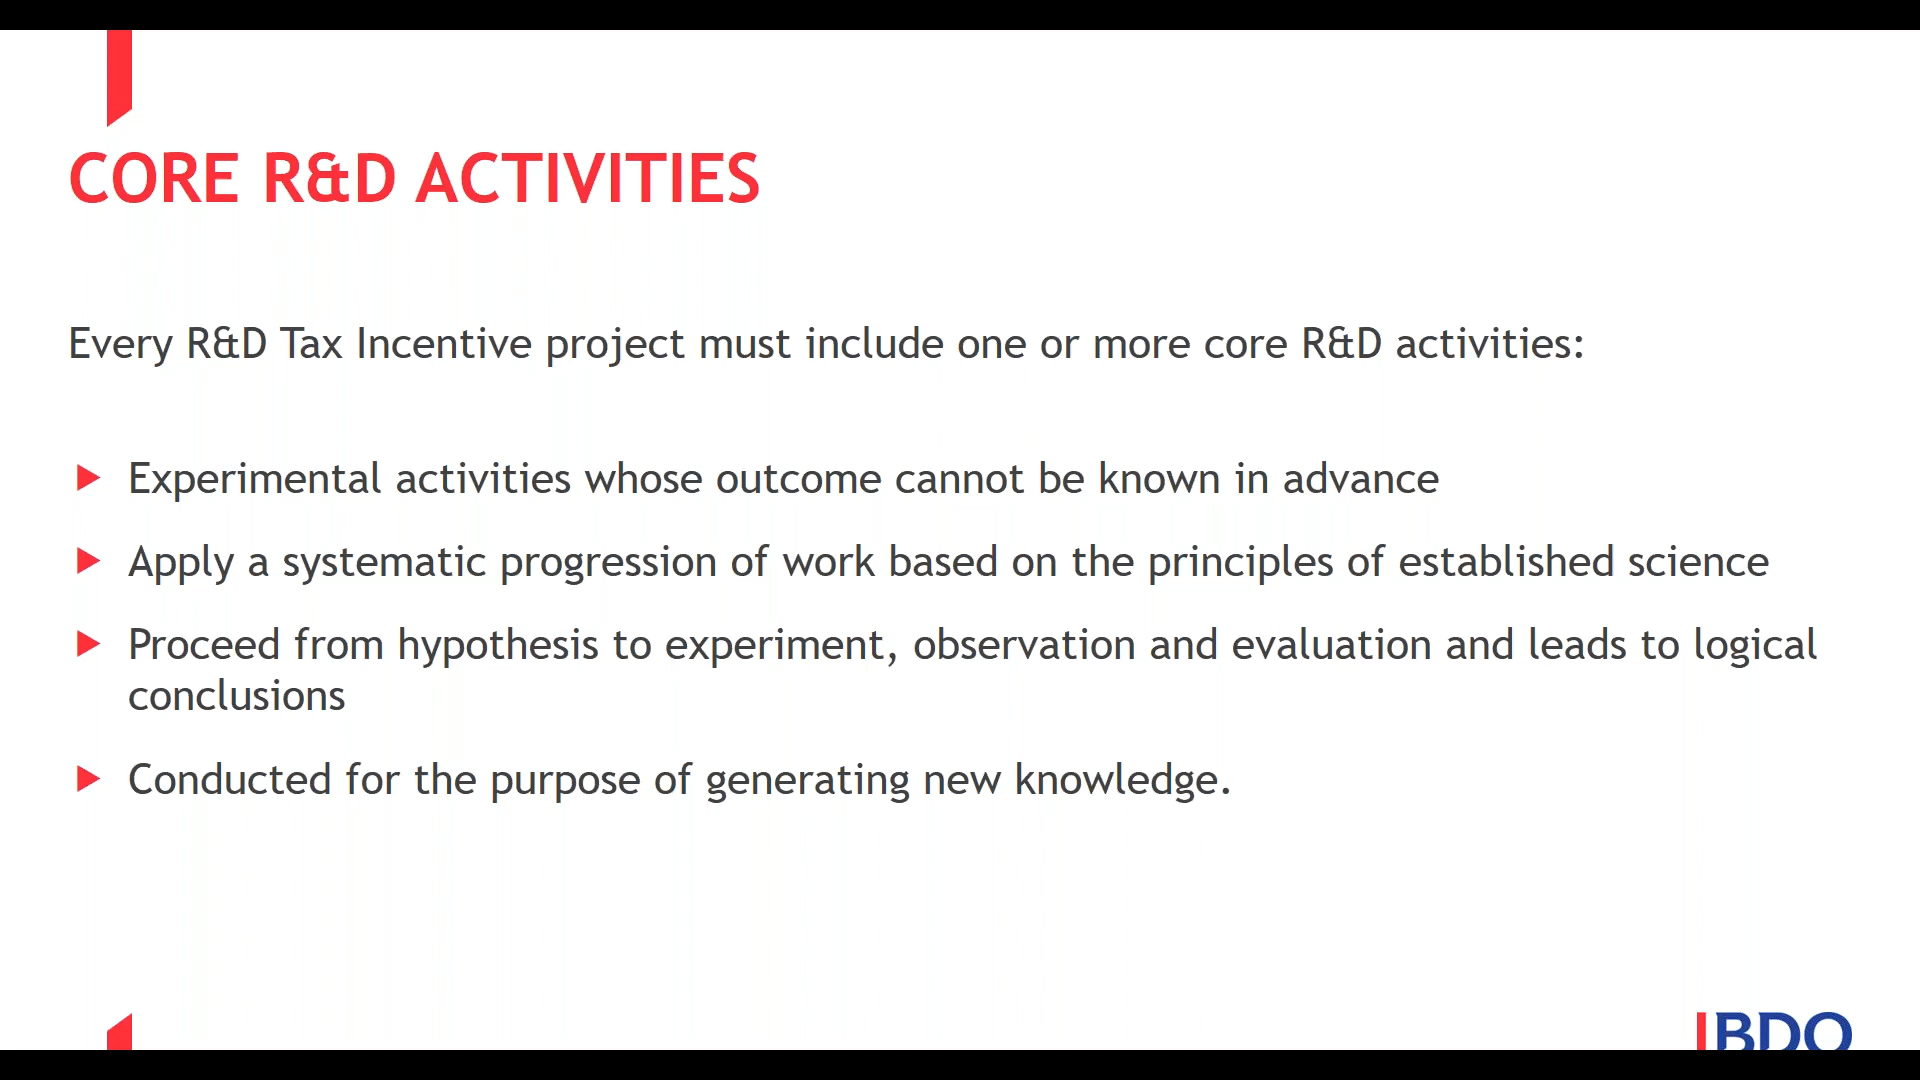 CORE R&D ACTIVITIES
Every R&D Tax Incentive project must include one or more core R&D activities:
Experimental activities whose outcome cannot be known in advance
Apply a systematic progression of work based on the principles of established science
Proceed from hypothesis to experiment, observation and evaluation and leads to logical
conclusions
Conducted for the purpose of generating new knowledge.
BDO